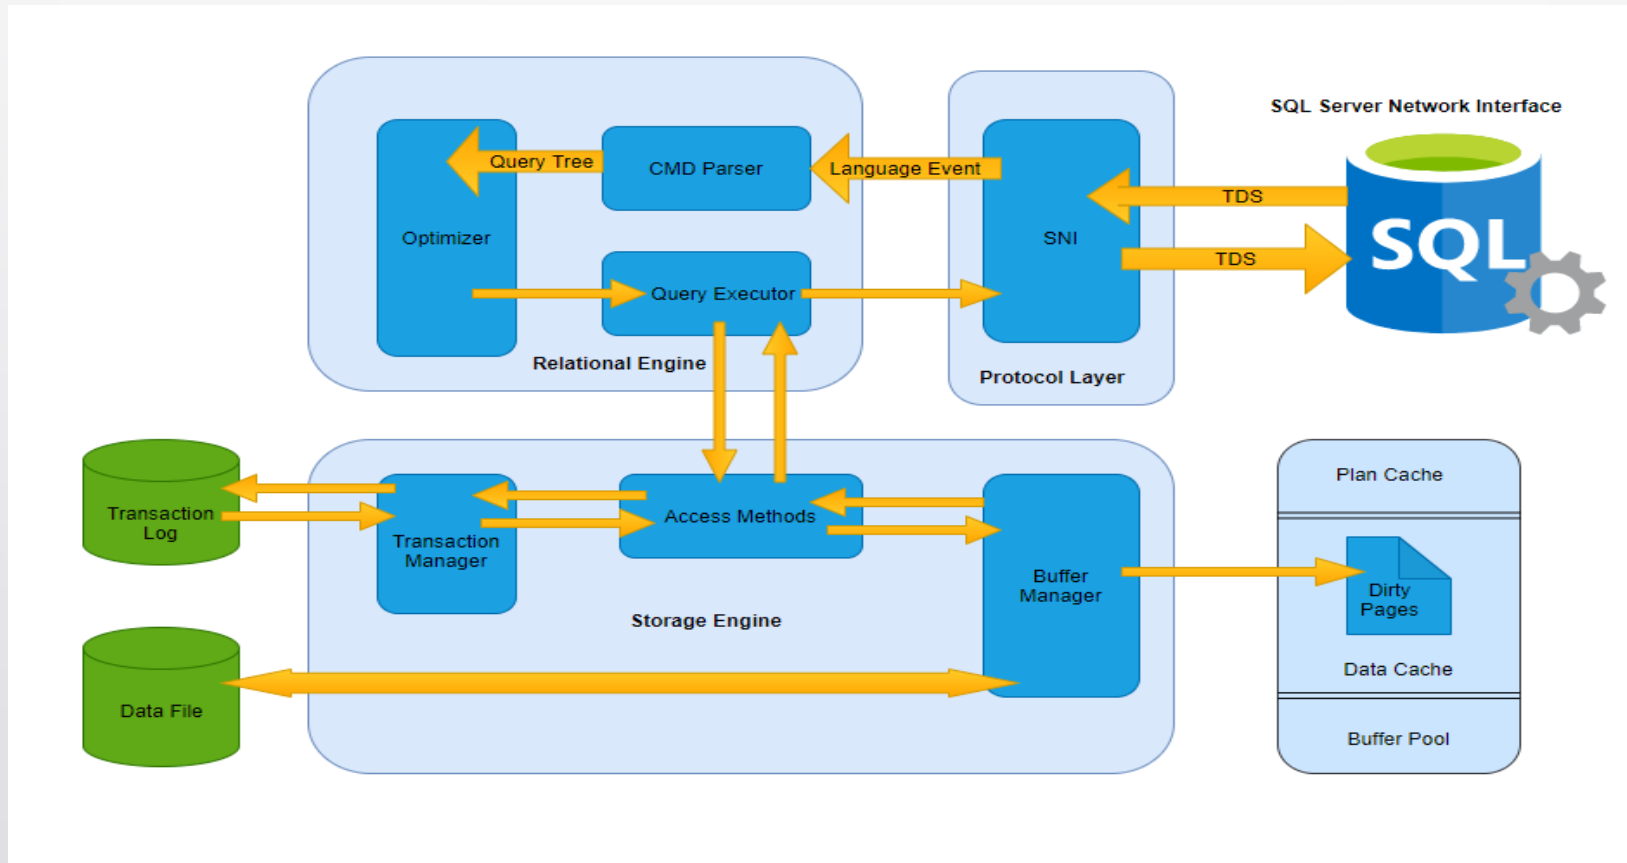 SQL Server Network Interface
Query Tree
CMD Parser
Language Event
TDS
Optimizer
SNI
SQL
TDS
Query Executor
Relational Engine
Protocol Layer
Plan Cache
Transaction
Log
Access Methods
Transaction
Manager
Buffer
Manager
Dirty
Pages
Storage Engine
Data Cache
Data File
Buffer Pool